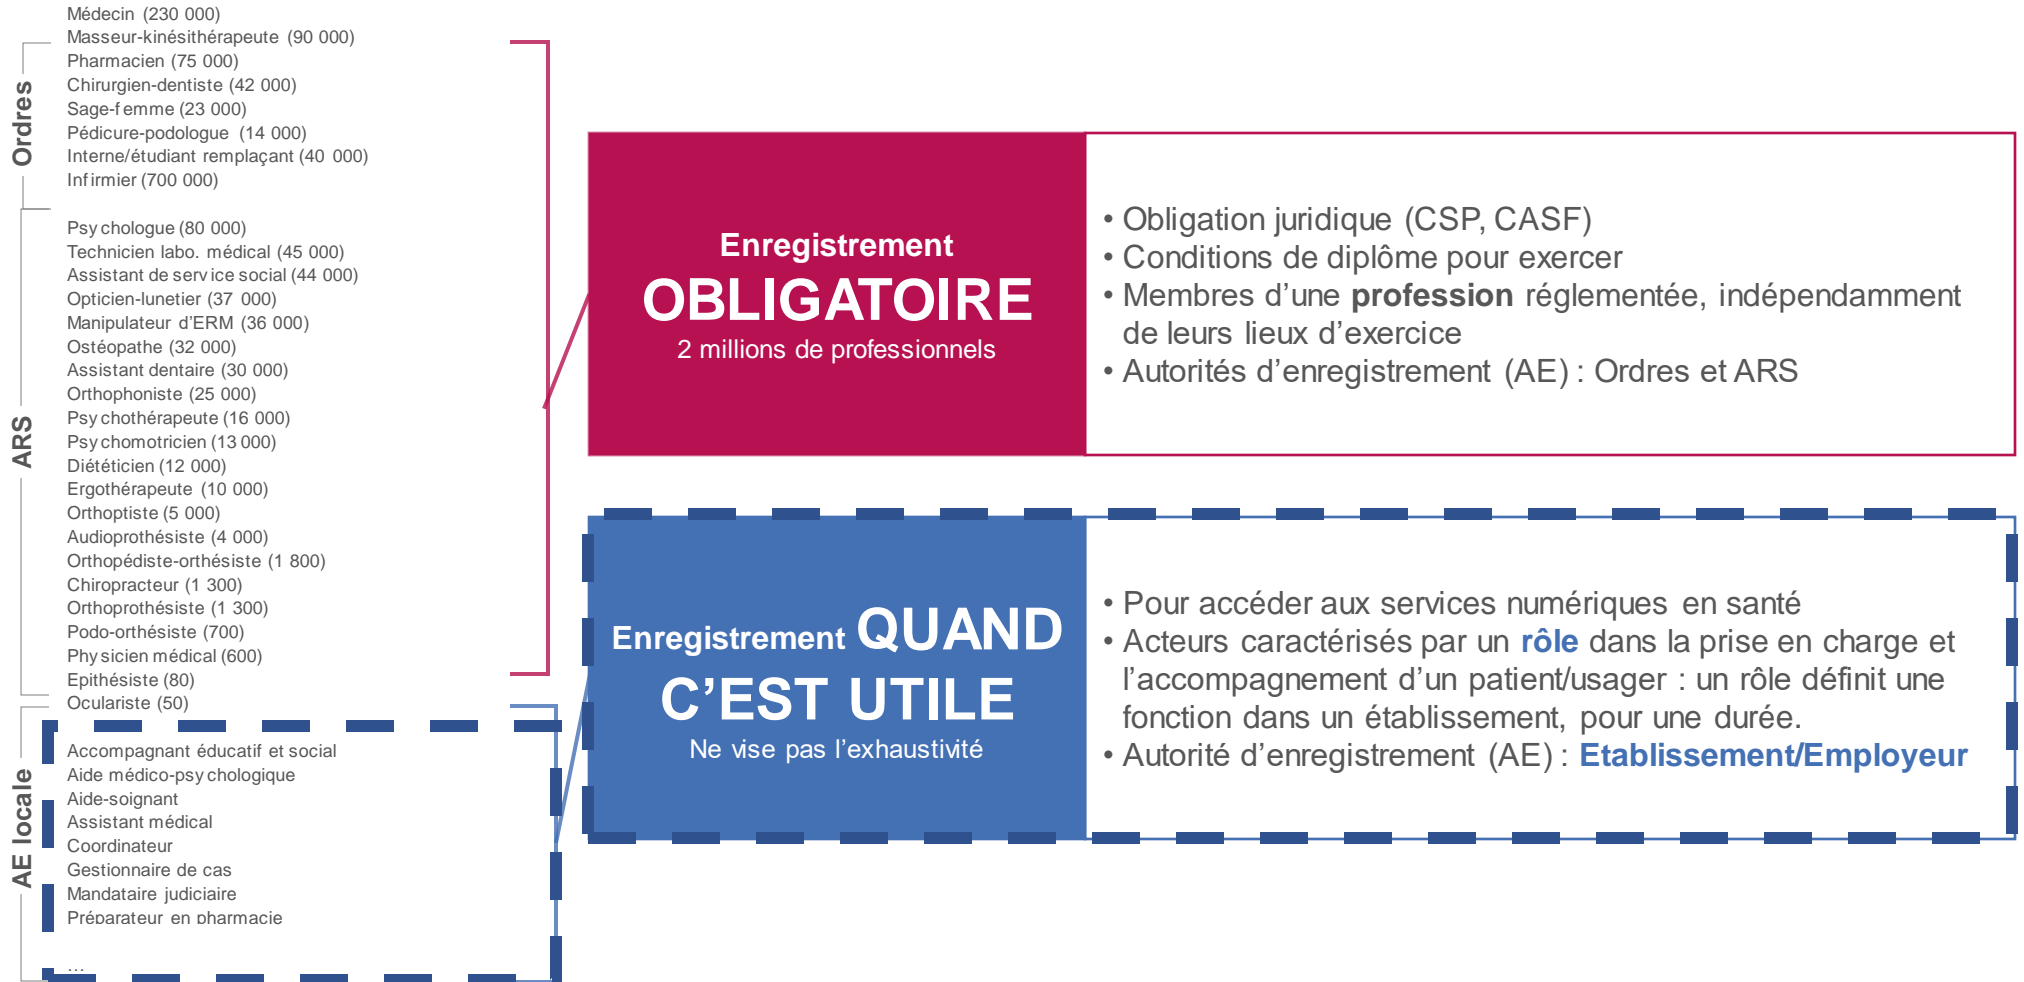 Ordres
Médecin (230 000)
Masseur-kinésithérapeute (90 000)
Pharmacien (75 000)
Chirurgien-dentiste (42 000)
Sage-femme (23 000)
Pédicure-podologue (14 000)
Interne/étudiant remplaçant (40 000)
Infirmier (700 000)
ARS
Psychologue (80 000)
Technicien labo. médical (45 000)
Assistant de service social (44 000)
Opticien-lunetier (37 000)
Manipulateur d’ERM (36 000)
Ostéopathe (32 000)
Assistant dentaire (30 000)
Orthophoniste (25 000)
Psychothérapeute (16 000)
Psychomotricien (13 000)
Diététicien (12 000)
Ergothérapeute (10 000)
Orthoptiste (5 000)
Audioprothésiste (4 000)
Orthopédiste-orthésiste (1 800)
Chiropracteur (1 300)
Orthoprothésiste (1 300)
Podo-orthésiste (700)
Physicien médical (600)
Epithésiste (80)
Oculariste (50)
AE locale
Accompagnant éducatif et social
Aide médico-psychologique
Aide-soignant
Assistant médical
Coordinateur
Gestionnaire de cas
Mandataire judiciaire
Préparateur en pharmacie
…
Enregistrement
OBLIGATOIRE
2 millions de professionnels
• Obligation juridique (CSP, CASF)
• Conditions de diplôme pour exercer
• Membres d’une profession réglementée, indépendamment
de leurs lieux d’exercice
• Autorités d’enregistrement (AE) : Ordres et ARS
Enregistrement QUAND
C’EST UTILE
Ne vise pas l’exhaustivité
• Pour accéder aux services numériques en santé
• Acteurs caractérisés par un rôle dans la prise en charge et
l’accompagnement d’un patient/usager : un rôle définit une
fonction dans un établissement, pour une durée.
• Autorité d’enregistrement (AE) : Etablissement/Employeur